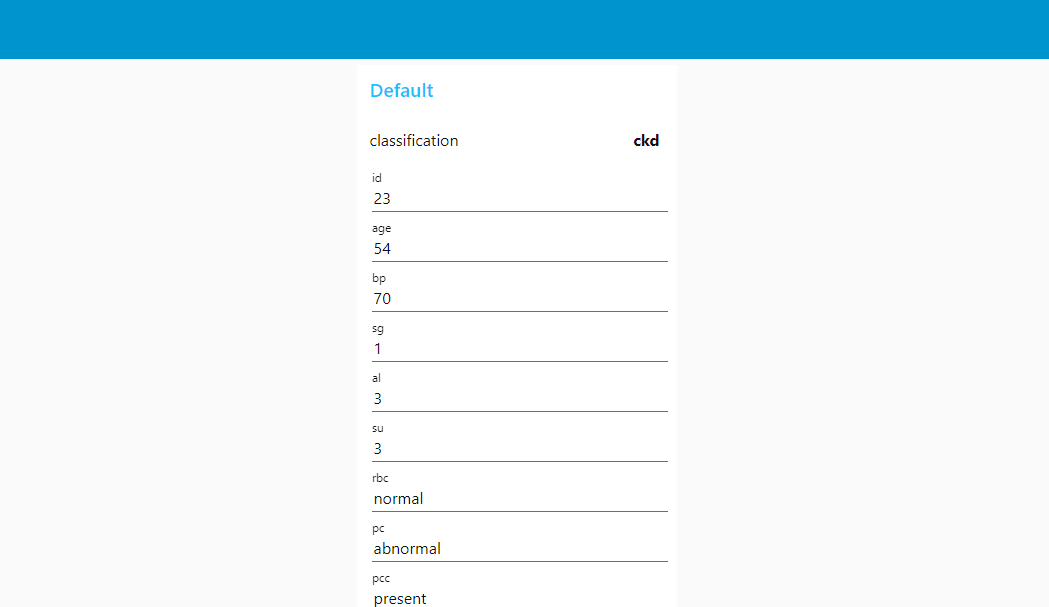 Default
classification ckd
id
23
age
54
bp
70
sg
1
al
3
su
3
rbc
normal
pc
abnormal
pcc
present